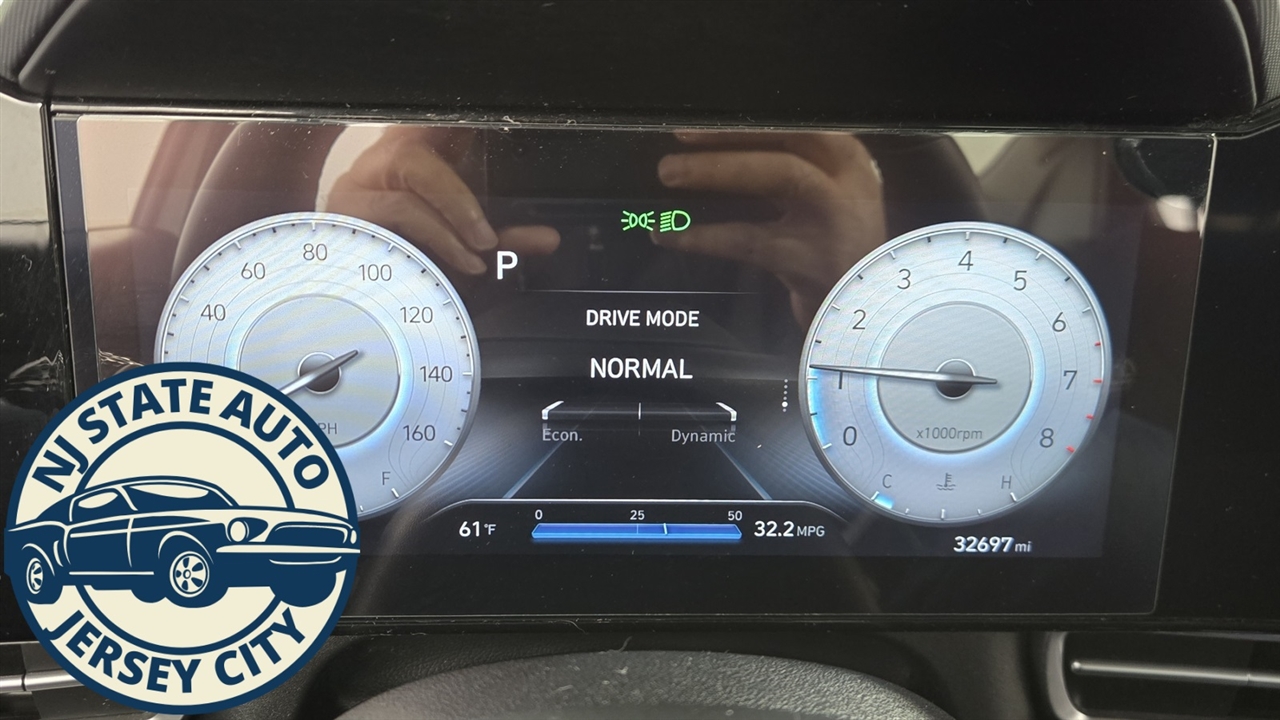 80
60
100
40
120
140
160
PH
F
P
DRIVE MODE
NORMAL
Econ. Dynamic
0 25 50
61°F
32.2 MPG
4
3 5
2 6
1 7
0 8
x1000rpm
C H
32697 mi
NJ STATE AUTO
JERSEY CITY